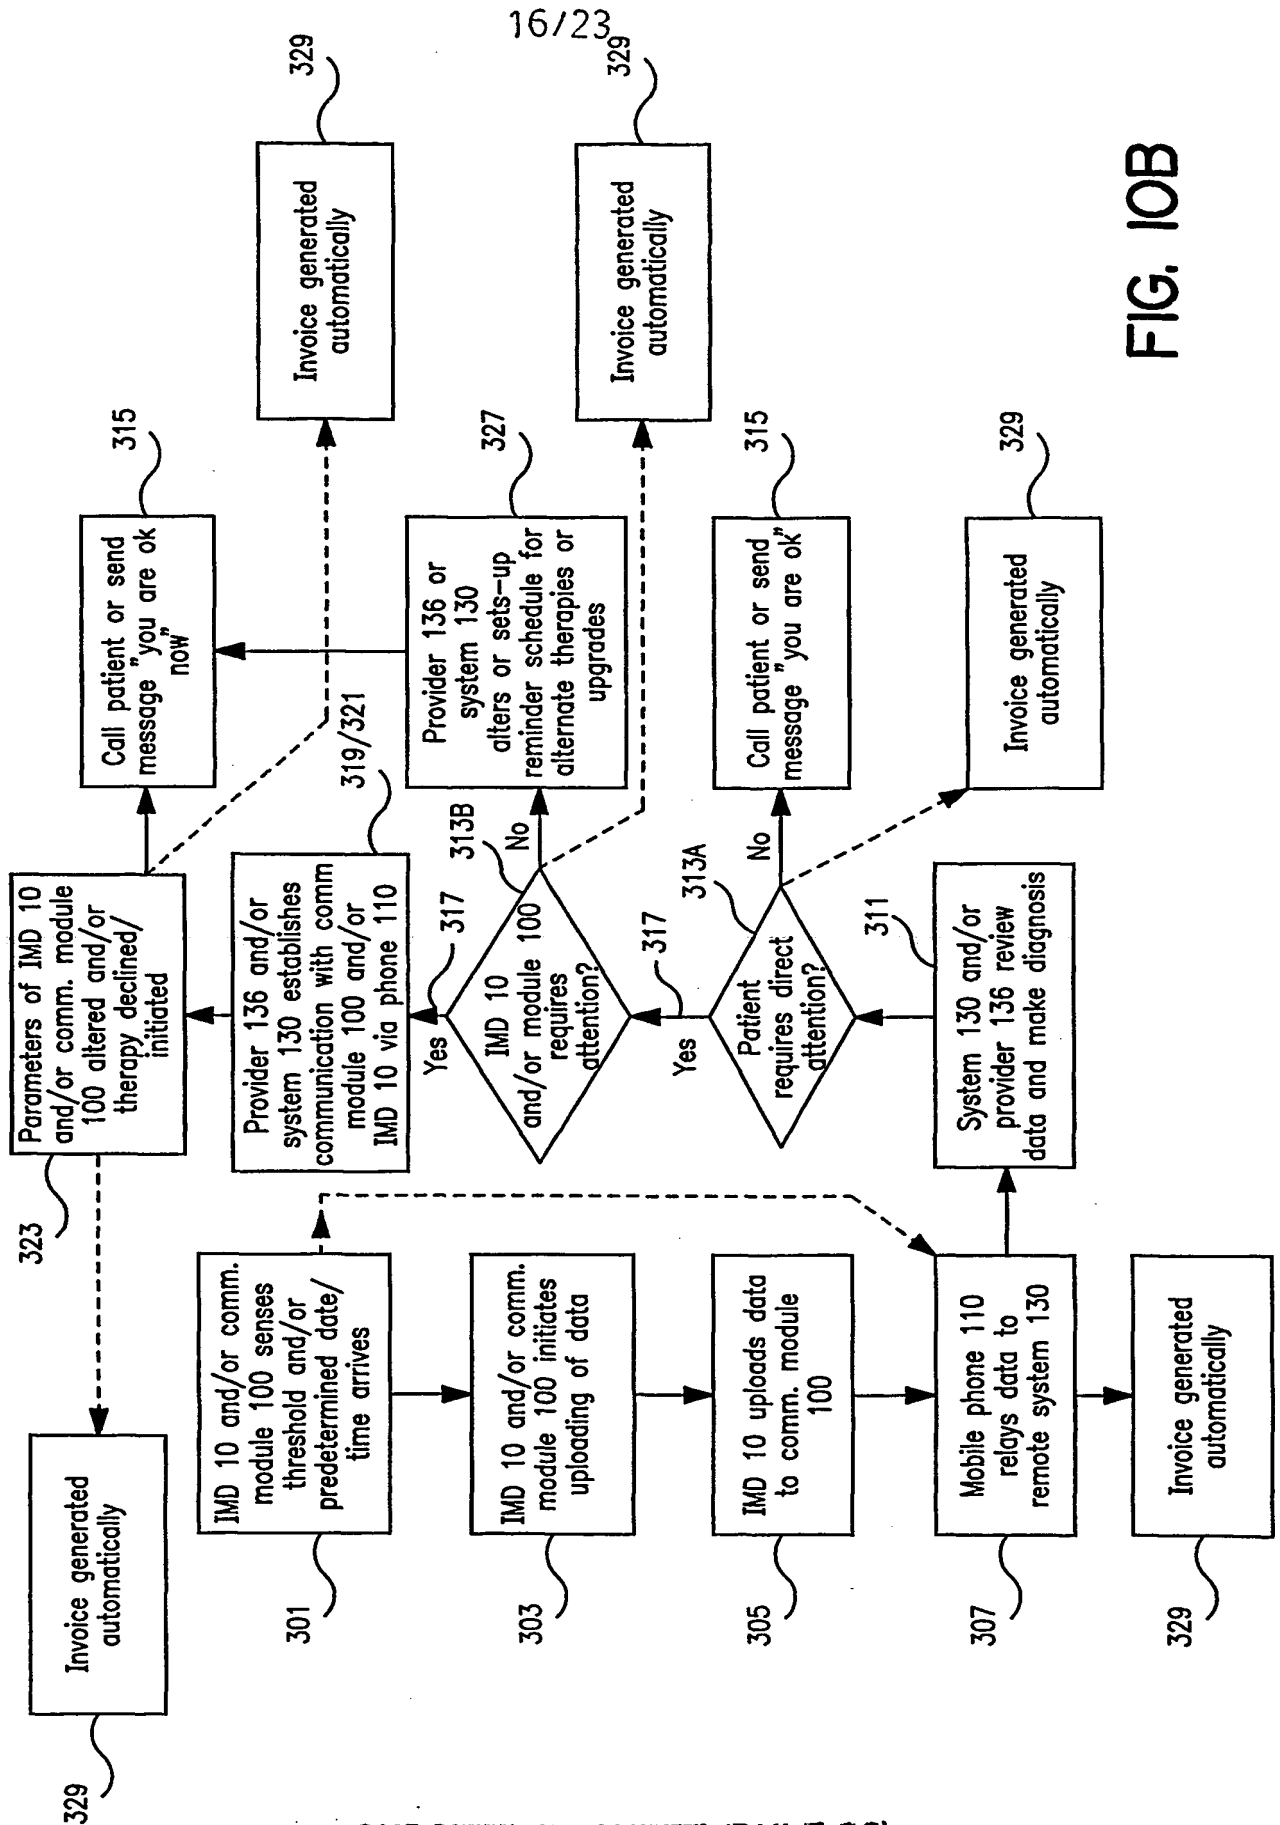 16/23
329
Invoice generated
automatically
323
Parameters of IMD 10
and/or comm. module
100 altered and/or
therapy declined/
initiated
315
Call patient or send
message "you are ok
now"
329
Invoice generated
automatically
301
IMD 10 and/or comm.
module 100 senses
threshold and/or
predetermined date/
time arrives
319/321
Provider 136 and/or
system 130 establishes
communication with comm
module 100 and/or
IMD 10 via phone 110
Yes
317
303
IMD 10 and/or comm.
module 100 initiates
uploading of data
313B
IMD 10
and/or module 100
requires
attention?
No
327
Provider 136 or
system 130
alters or sets-up
reminder schedule for
alternate therapies or
upgrades
329
Invoice generated
automatically
Yes
317
305
IMD 10 uploads data
to comm. module
100
313A
Patient
requires direct
attention?
No
315
Call patient or send
message "you are ok"
307
Mobile phone 110
relays data to
remote system 130
311
System 130 and/or
provider 136 review
data and make diagnosis
329
Invoice generated
automatically
329
Invoice generated
automatically
FIG. 10B